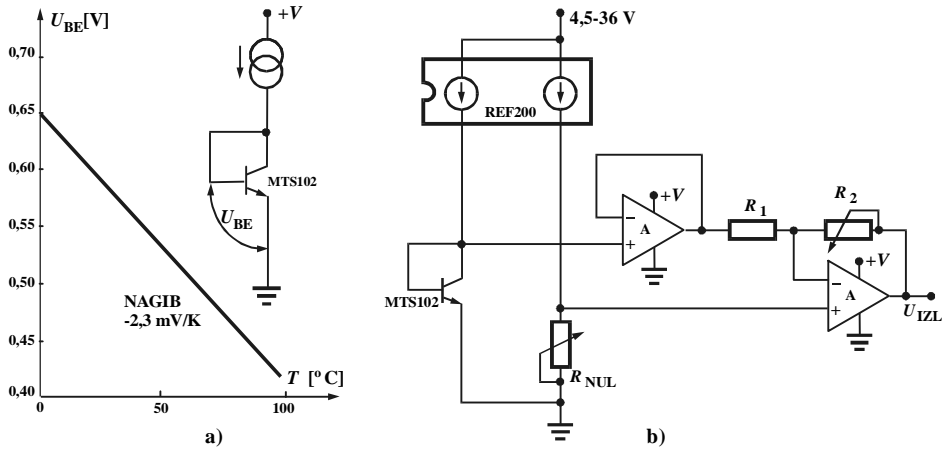 U_BE[V]
0,70
0,65
0,60
0,55
0,50
0,45
0,40
0
50
100
T [°C]
NAGIB
-2,3 mV/K
+V
MTS102
U_BE
a)
4,5-36 V
REF200
MTS102
A
+V
R_1
R_2
+V
A
U_IZL
R_NUL
b)